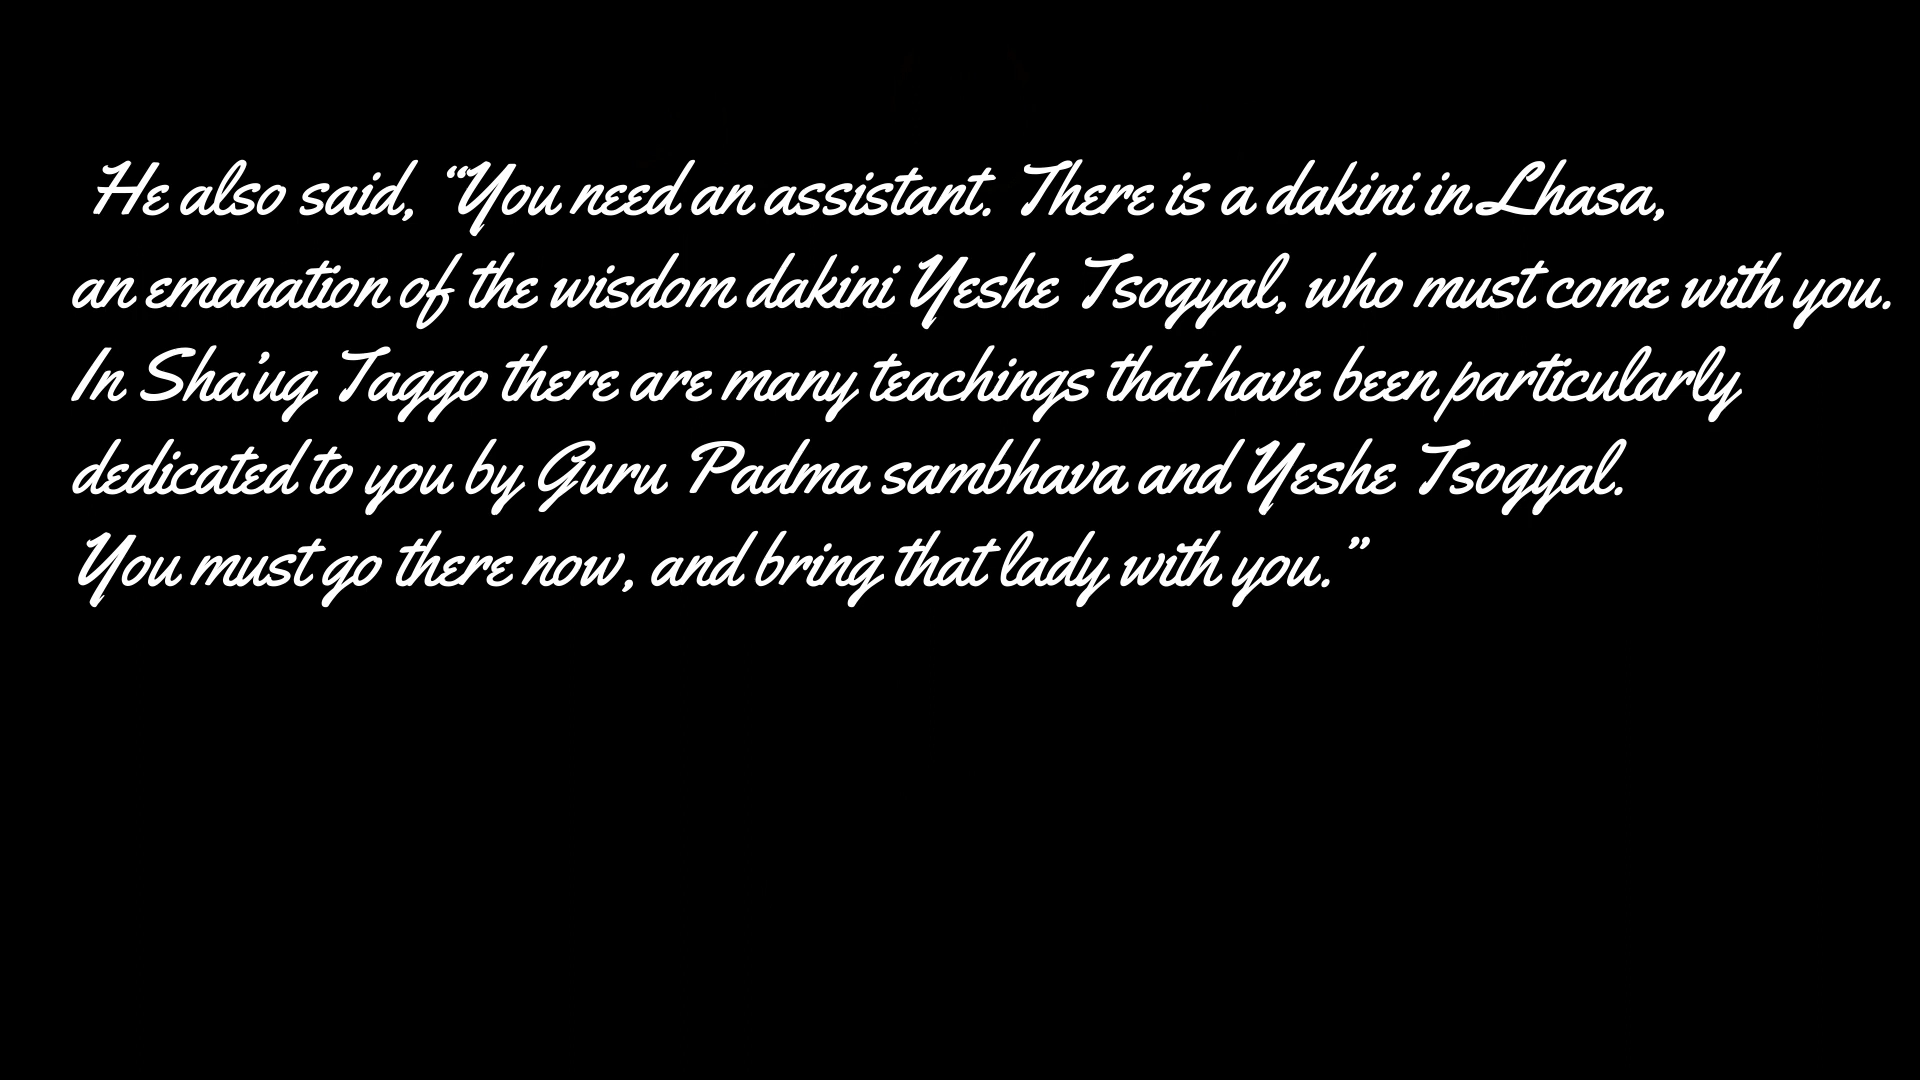 He also said, “You need an assistant. There is a dakini in Lhasa,
an emanation of the wisdom dakini Yeshe Tsogyal, who must come with you.
In Sha’ug Taggo there are many teachings that have been particularly
dedicated to you by Guru Padma sambhava and Yeshe Tsogyal.
You must go there now, and bring that lady with you.”